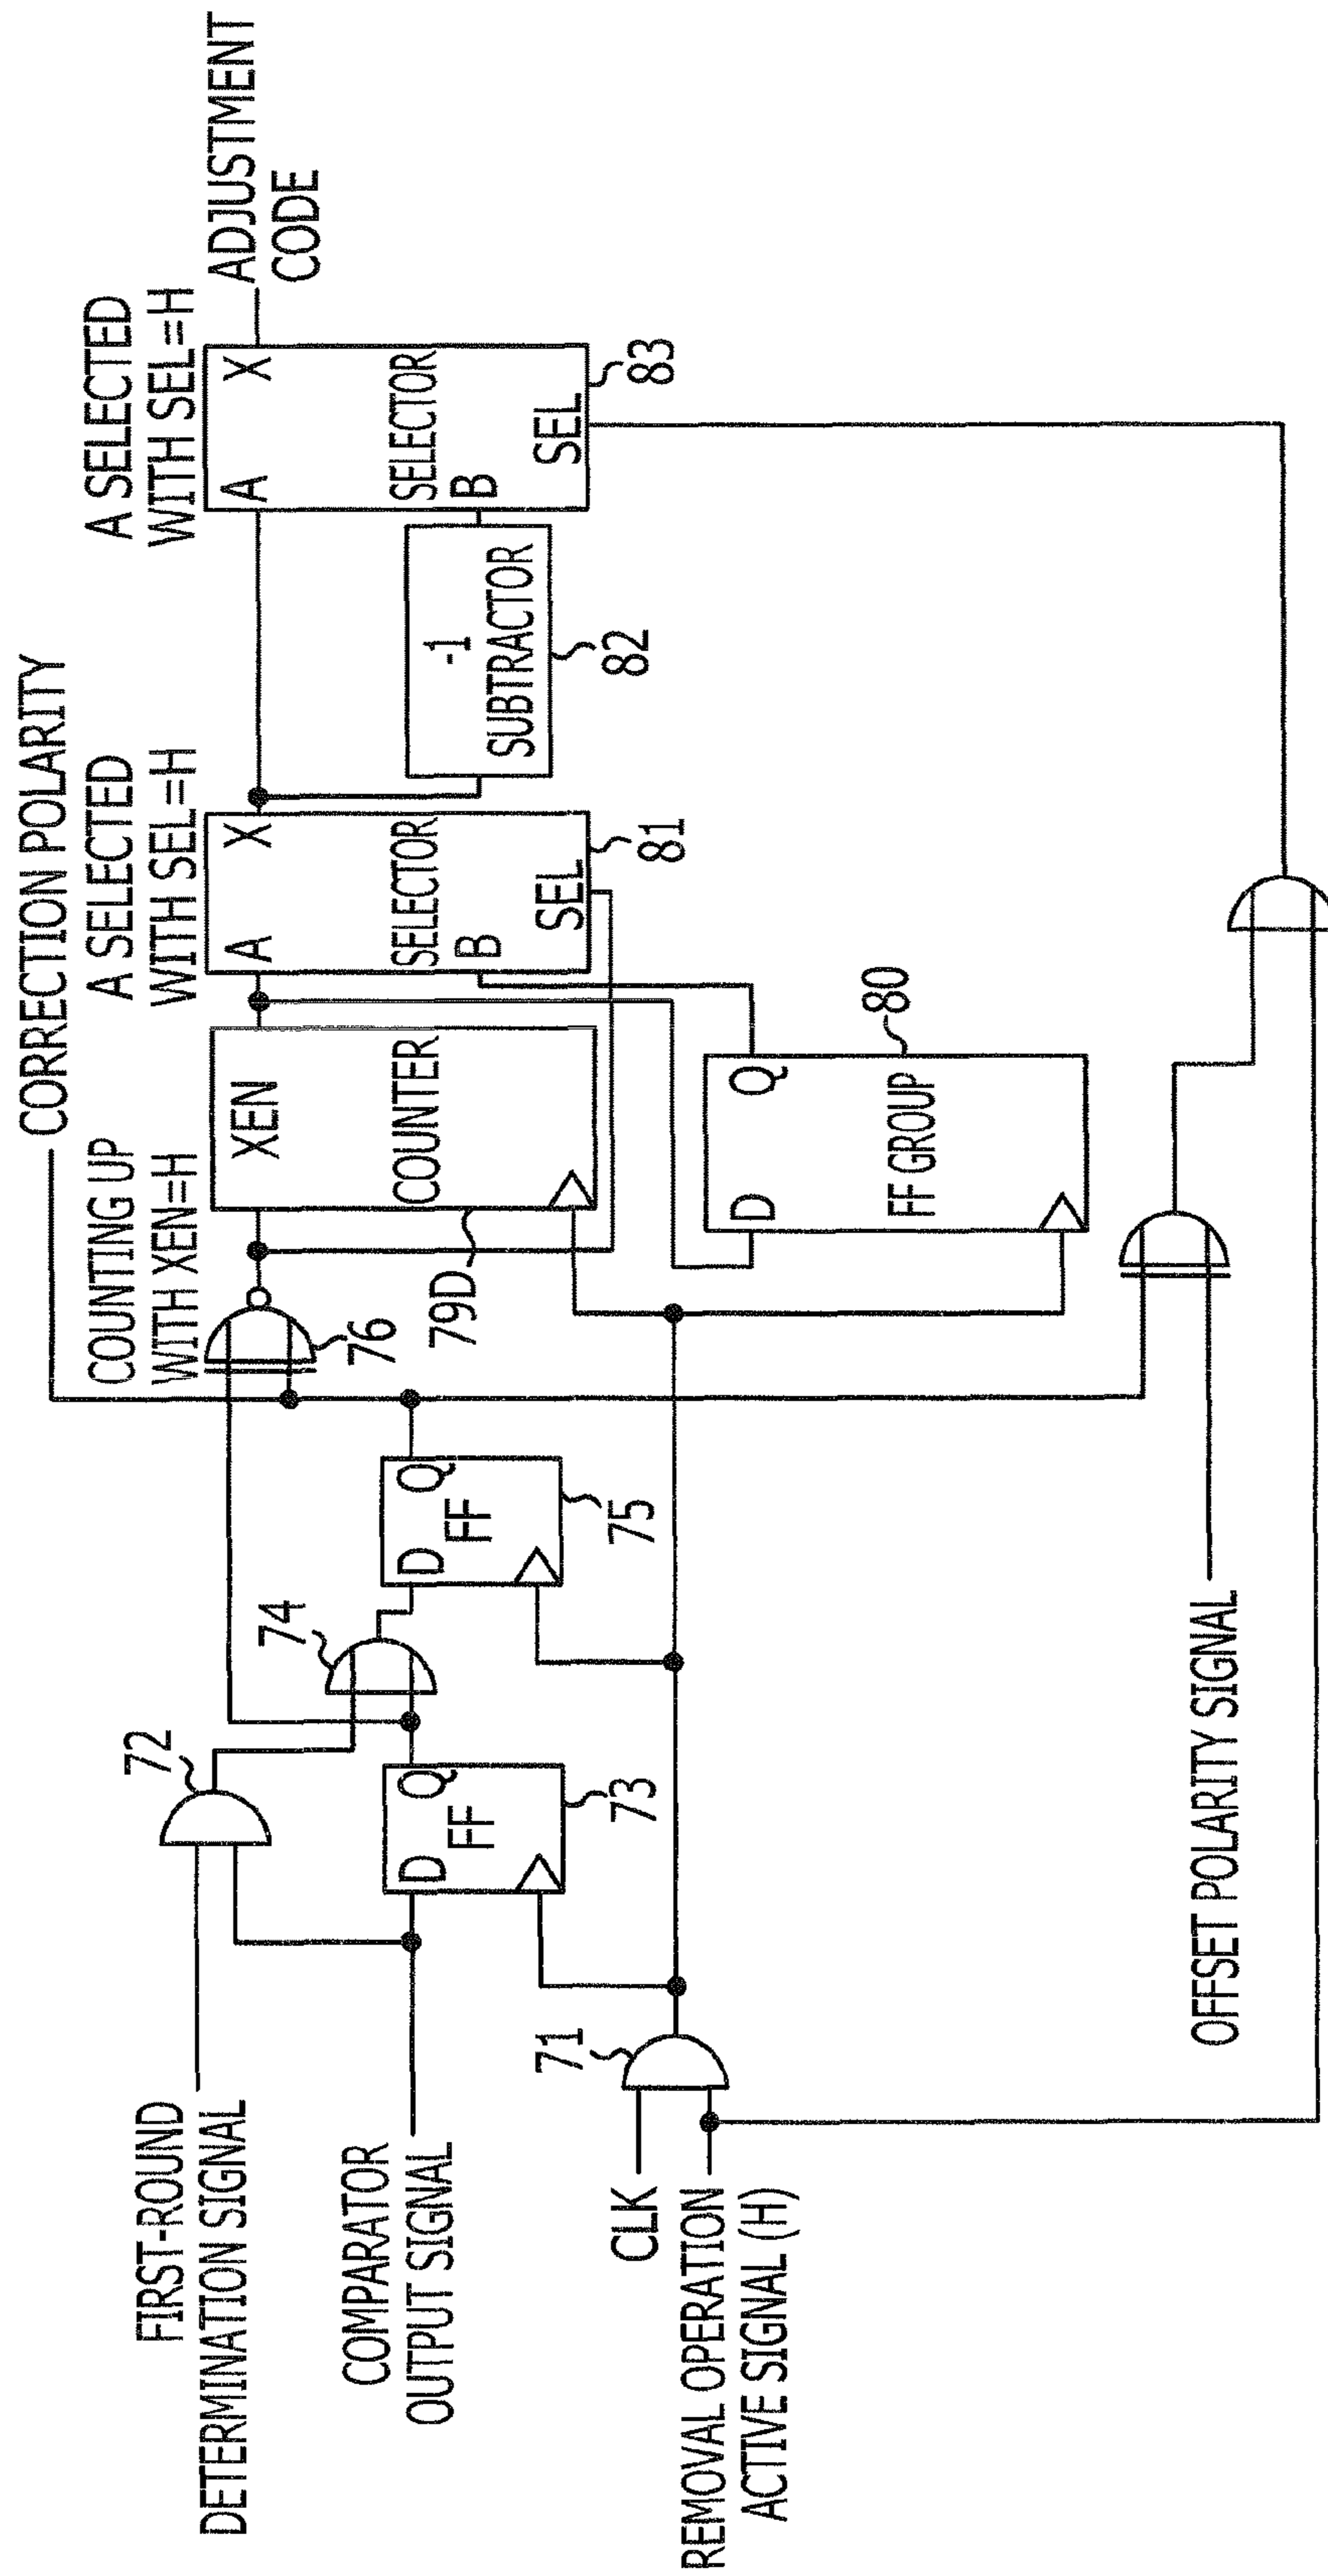 FIRST-ROUND
DETERMINATION SIGNAL
COMPARATOR
OUTPUT SIGNAL
CLK
REMOVAL OPERATION
ACTIVE SIGNAL (H)
71
72
D
Q
FF
73
74
D
Q
FF
75
OFFSET POLARITY SIGNAL
76
COUNTING UP
WITH XEN=H
CORRECTION POLARITY
XEN
COUNTER
79D
D
Q
FF GROUP
80
A SELECTED
WITH SEL=H
A
X
SELECTOR
B
SEL
81
-1
SUBTRACTOR
82
A SELECTED
WITH SEL=H
A
X
SELECTOR
B
SEL
83
ADJUSTMENT
CODE